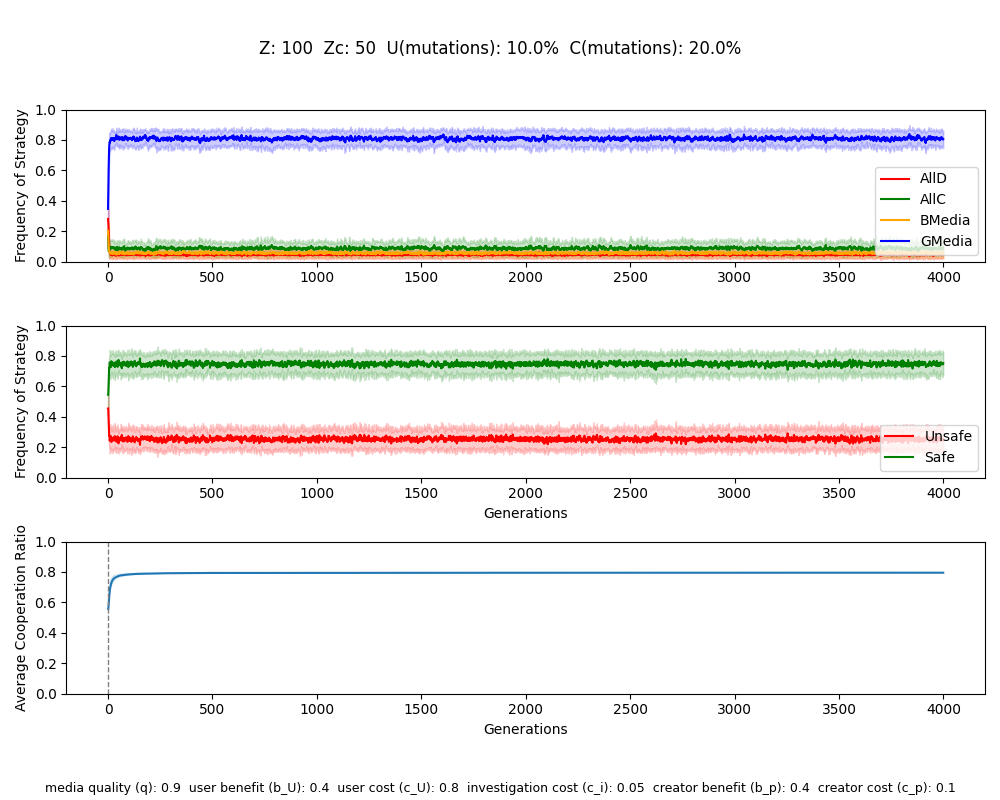 Z: 100  Zc: 50  U(mutations): 10.0%  C(mutations): 20.0%
Frequency of Strategy
1.0
0.8
0.6
0.4
0.2
0.0
AllD
AllC
BMedia
GMedia
0 500 1000 1500 2000 2500 3000 3500 4000
Frequency of Strategy
1.0
0.8
0.6
0.4
0.2
0.0
Unsafe
Safe
0 500 1000 1500 2000 2500 3000 3500 4000
Generations
Average Cooperation Ratio
1.0
0.8
0.6
0.4
0.2
0.0
0 500 1000 1500 2000 2500 3000 3500 4000
Generations
media quality (q): 0.9  user benefit (b_U): 0.4  user cost (c_U): 0.8  investigation cost (c_i): 0.05  creator benefit (b_p): 0.4  creator cost (c_p): 0.1